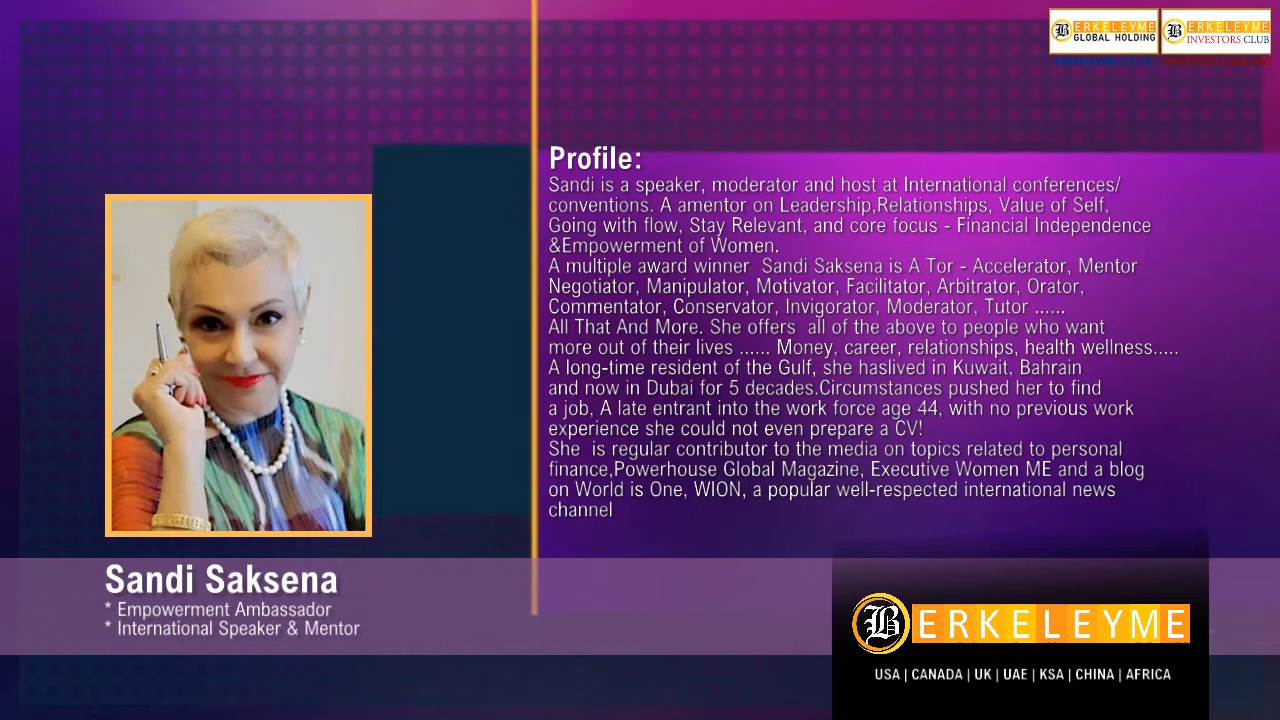 BERKELEYME
GLOBAL HOLDING
BERKELEYME
INVESTORS CLUB
Profile:
Sandi is a speaker, moderator and host at International conferences/
conventions. A amentor on Leadership,Relationships, Value of Self,
Going with flow, Stay Relevant, and core focus - Financial Independence
&Empowerment of Women.
A multiple award winner  Sandi Saksena is A Tor - Accelerator, Mentor
Negotiator, Manipulator, Motivator, Facilitator, Arbitrator, Orator,
Commentator, Conservator, Invigorator, Moderator, Tutor ......
All That And More. She offers  all of the above to people who want
more out of their lives ...... Money, career, relationships, health wellness.....
A long-time resident of the Gulf, she haslived in Kuwait, Bahrain
and now in Dubai for 5 decades.Circumstances pushed her to find
a job, A late entrant into the work force age 44, with no previous work
experience she could not even prepare a CV!
She  is regular contributor to the media on topics related to personal
finance,Powerhouse Global Magazine, Executive Women ME and a blog
on World is One, WION, a popular well-respected international news
channel
Sandi Saksena
* Empowerment Ambassador
* International Speaker & Mentor
BERKELEYME
USA | CANADA | UK | UAE | KSA | CHINA | AFRICA